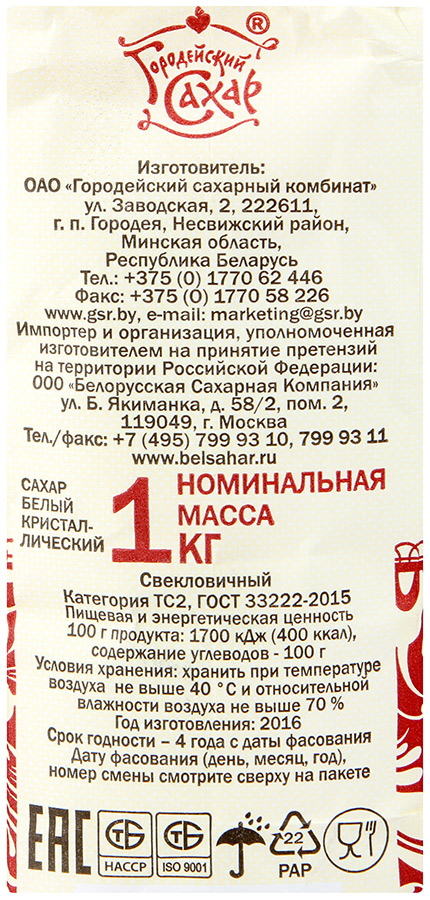 Городейский ®
Сахар
Изготовитель:
ОАО «Городейский сахарный комбинат»
ул. Заводская, 2, 222611,
г. п. Городея, Несвижский район,
Минская область,
Республика Беларусь
Тел.: +375 (0) 1770 62 446
Факс: +375 (0) 1770 58 226
www.gsr.by, e-mail: marketing@gsr.by
Импортер и организация, уполномоченная
изготовителем на принятие претензий
на территории Российской Федерации:
ООО «Белорусская Сахарная Компания»
ул. Б. Якиманка, д. 58/2, пом. 2,
119049, г. Москва
Тел./факс: +7 (495) 799 93 10, 799 93 11
www.belsahar.ru
САХАР
БЕЛЫЙ
КРИСТАЛ-
ЛИЧЕСКИЙ
1 НОМИНАЛЬНАЯ
МАССА
КГ
Свекловичный
Категория ТС2, ГОСТ 33222-2015
Пищевая и энергетическая ценность
100 г продукта: 1700 кДж (400 ккал),
содержание углеводов - 100 г
Условия хранения: хранить при температуре
воздуха не выше 40 °С и относительной
влажности воздуха не выше 70 %
Год изготовления: 2016
Срок годности – 4 года с даты фасования
Дату фасования (день, месяц, год),
номер смены смотрите сверху на пакете
ЕАС СТБ СТБ 22
HACCP ISO 9001 PAP